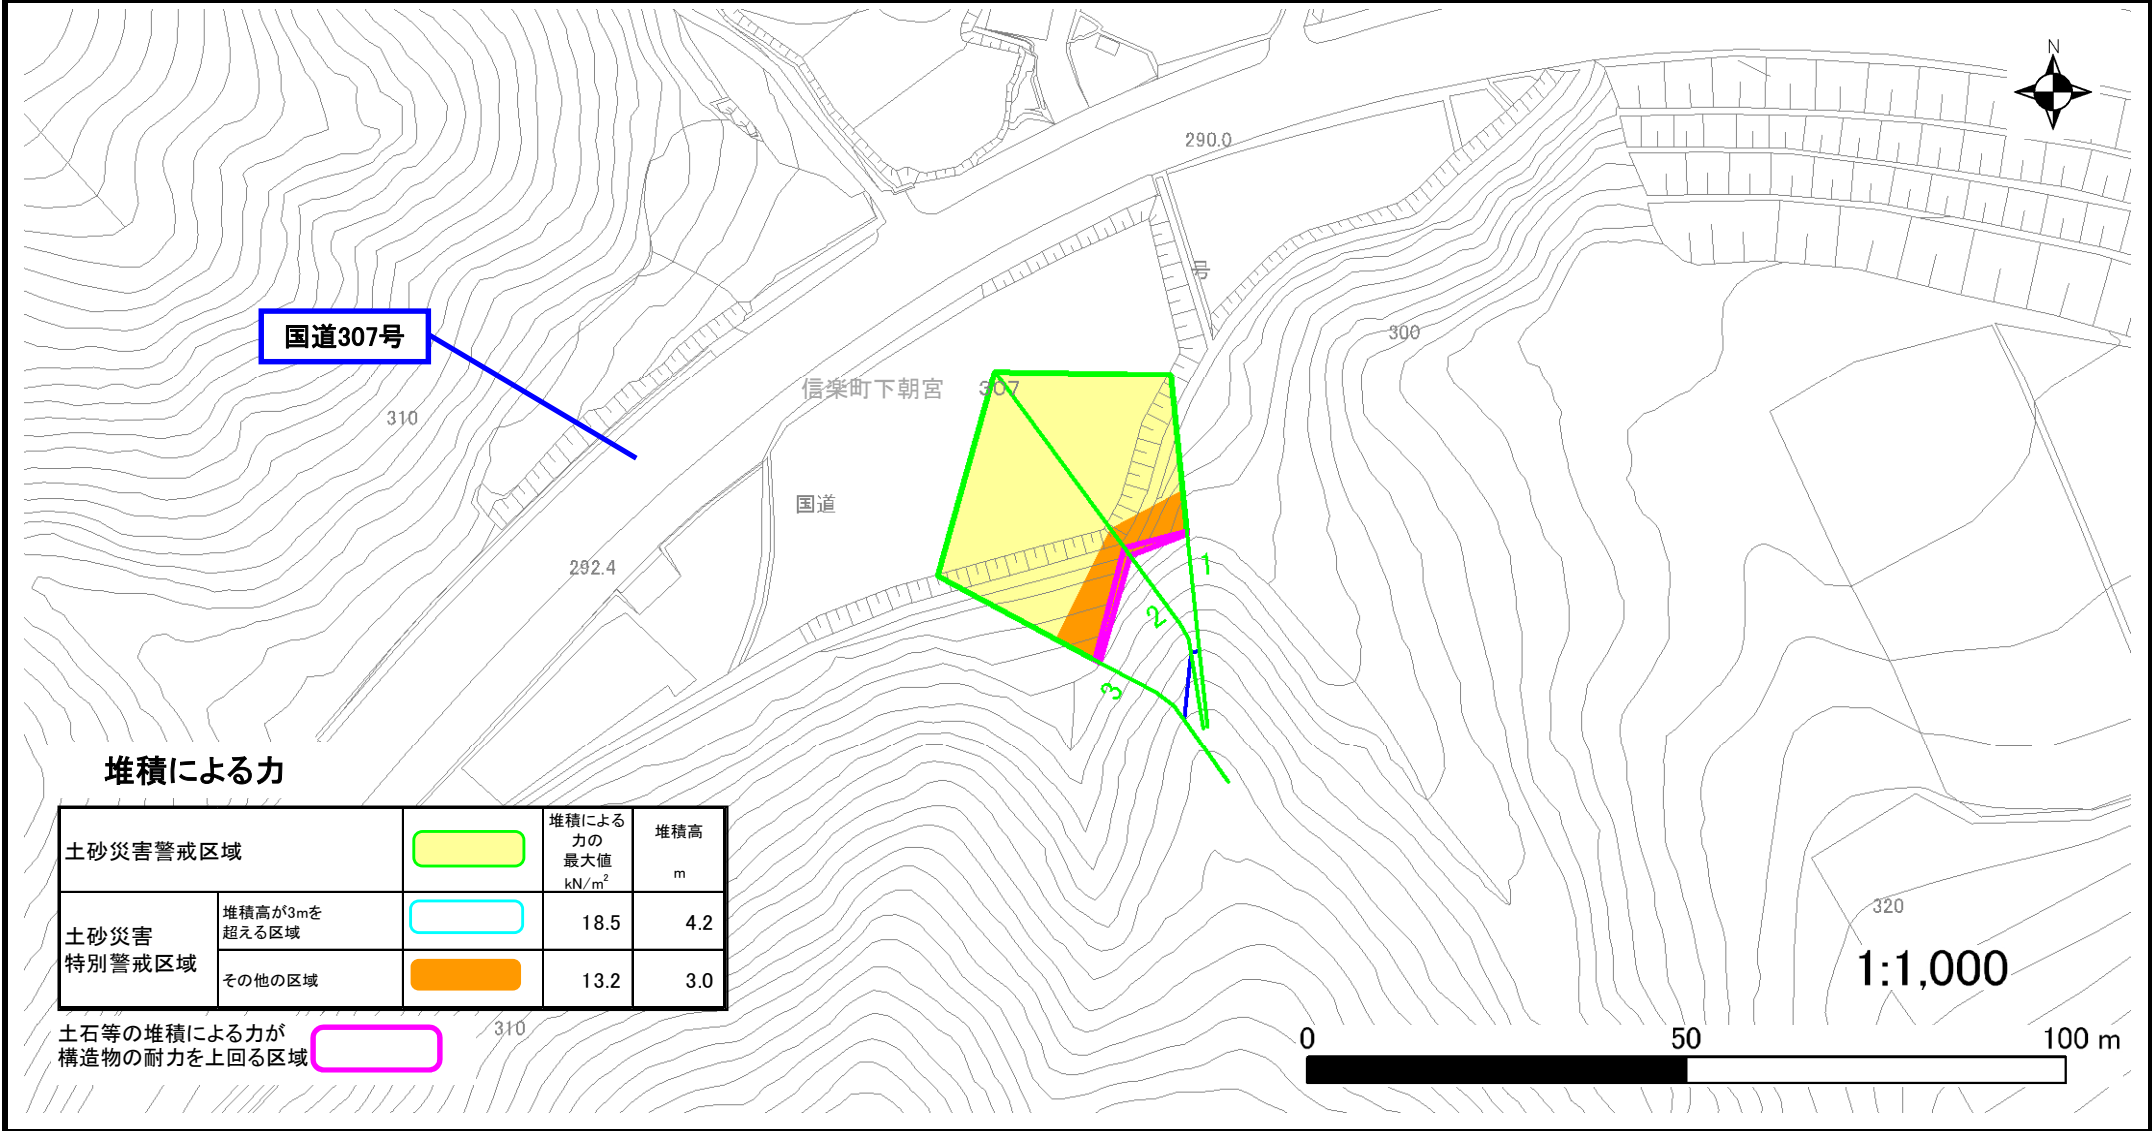 N
290.0
号
国道307号
300
信楽町下朝宮
307
310
国道
292.4
1
2
3
堆積による力
土砂災害警戒区域
堆積による
力の
最大値
kN/m²
堆積高
m
土砂災害
特別警戒区域
堆積高が3mを
超える区域
18.5
4.2
その他の区域
13.2
3.0
土石等の堆積による力が
構造物の耐力を上回る区域
310
320
1:1,000
0 50 100 m